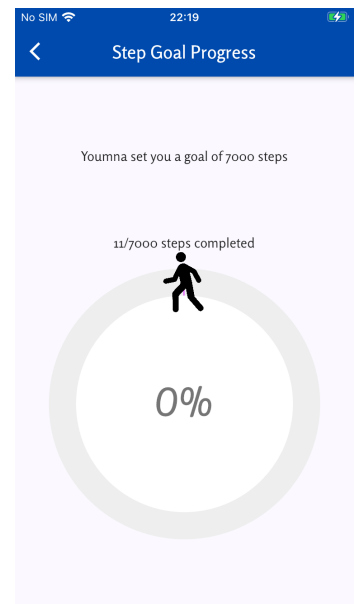 No SIM 22:19
Step Goal Progress
Youmna set you a goal of 7000 steps
11/7000 steps completed
0%